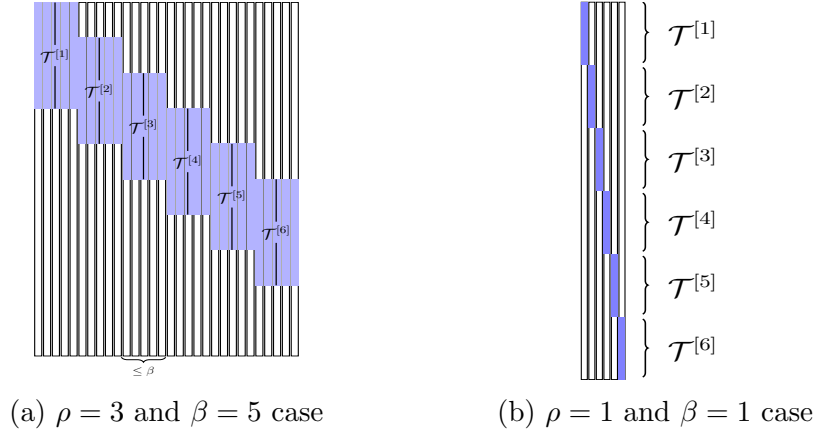 𝒯^[1]
𝒯^[2]
𝒯^[3]
𝒯^[4]
𝒯^[5]
𝒯^[6]
≤ β
(a) ρ = 3 and β = 5 case
𝒯^[1]
𝒯^[2]
𝒯^[3]
𝒯^[4]
𝒯^[5]
𝒯^[6]
(b) ρ = 1 and β = 1 case